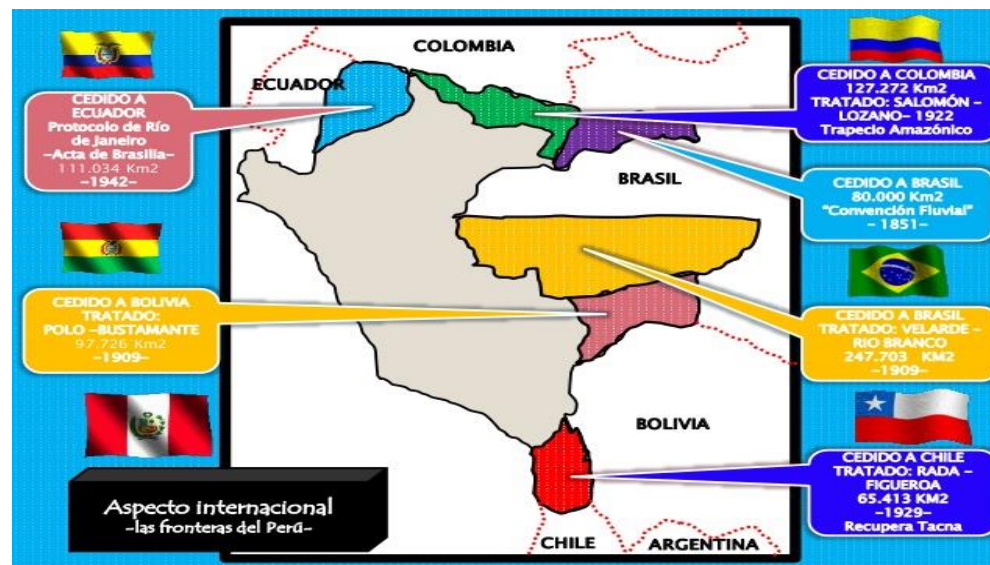 COLOMBIA
ECUADOR
BRASIL
BOLIVIA
CHILE
ARGENTINA
CEDIDO A
ECUADOR
Protocolo de Río
de Janeiro
-Acta de Brasilia-
111.034 Km2
-1942-
CEDIDO A COLOMBIA
127.272 Km2
TRATADO: SALOMÓN -
LOZANO- 1922
Trapecio Amazónico
CEDIDO A BRASIL
80.000 Km2
"Convención Fluvial"
- 1851-
CEDIDO A BOLIVIA
TRATADO:
POLO -BUSTAMANTE
97.726 Km2
-1909-
CEDIDO A BRASIL
TRATADO: VELARDE -
RIO BRANCO
247.703 KM2
-1909-
CEDIDO A CHILE
TRATADO: RADA -
FIGUEROA
65.413 KM2
-1929-
Recupera Tacna
Aspecto internacional
-las fronteras del Perú-